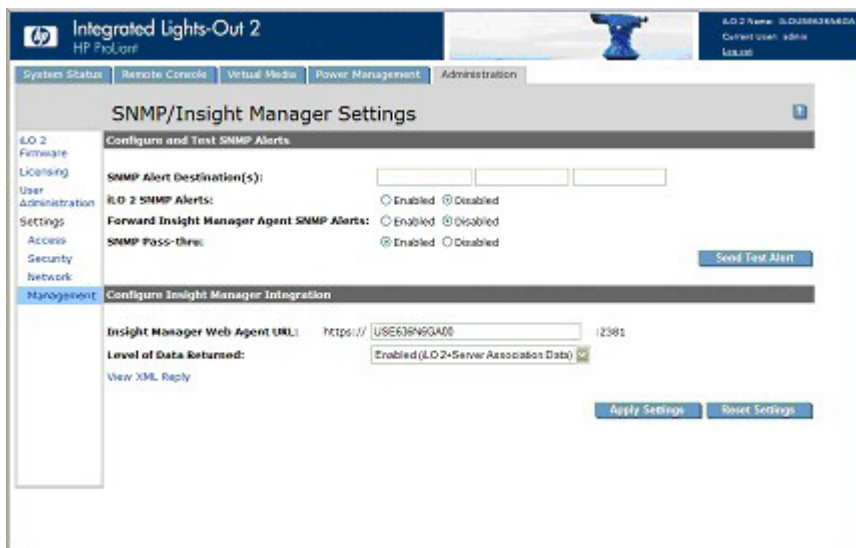 hp
Integrated Lights-Out 2
HP ProLiant
iLO 2 Name:
Current User: admin
Log out
System Status Remote Console Virtual Media Power Management Administration
SNMP/Insight Manager Settings
?
iLO 2 Firmware
Licensing
User Administration
Settings
Access
Security
Network
Management
Configure and Test SNMP Alerts
SNMP Alert Destination(s):
iLO 2 SNMP Alerts: Enabled Disabled
Forward Insight Manager Agent SNMP Alerts: Enabled Disabled
SNMP Pass-thru: Enabled Disabled
Send Test Alert
Configure Insight Manager Integration
Insight Manager Web Agent URL: https:// USE636N6GA00 :2381
Level of Data Returned: Enabled (iLO 2+Server Association Data)
View XML Reply
Apply Settings Reset Settings